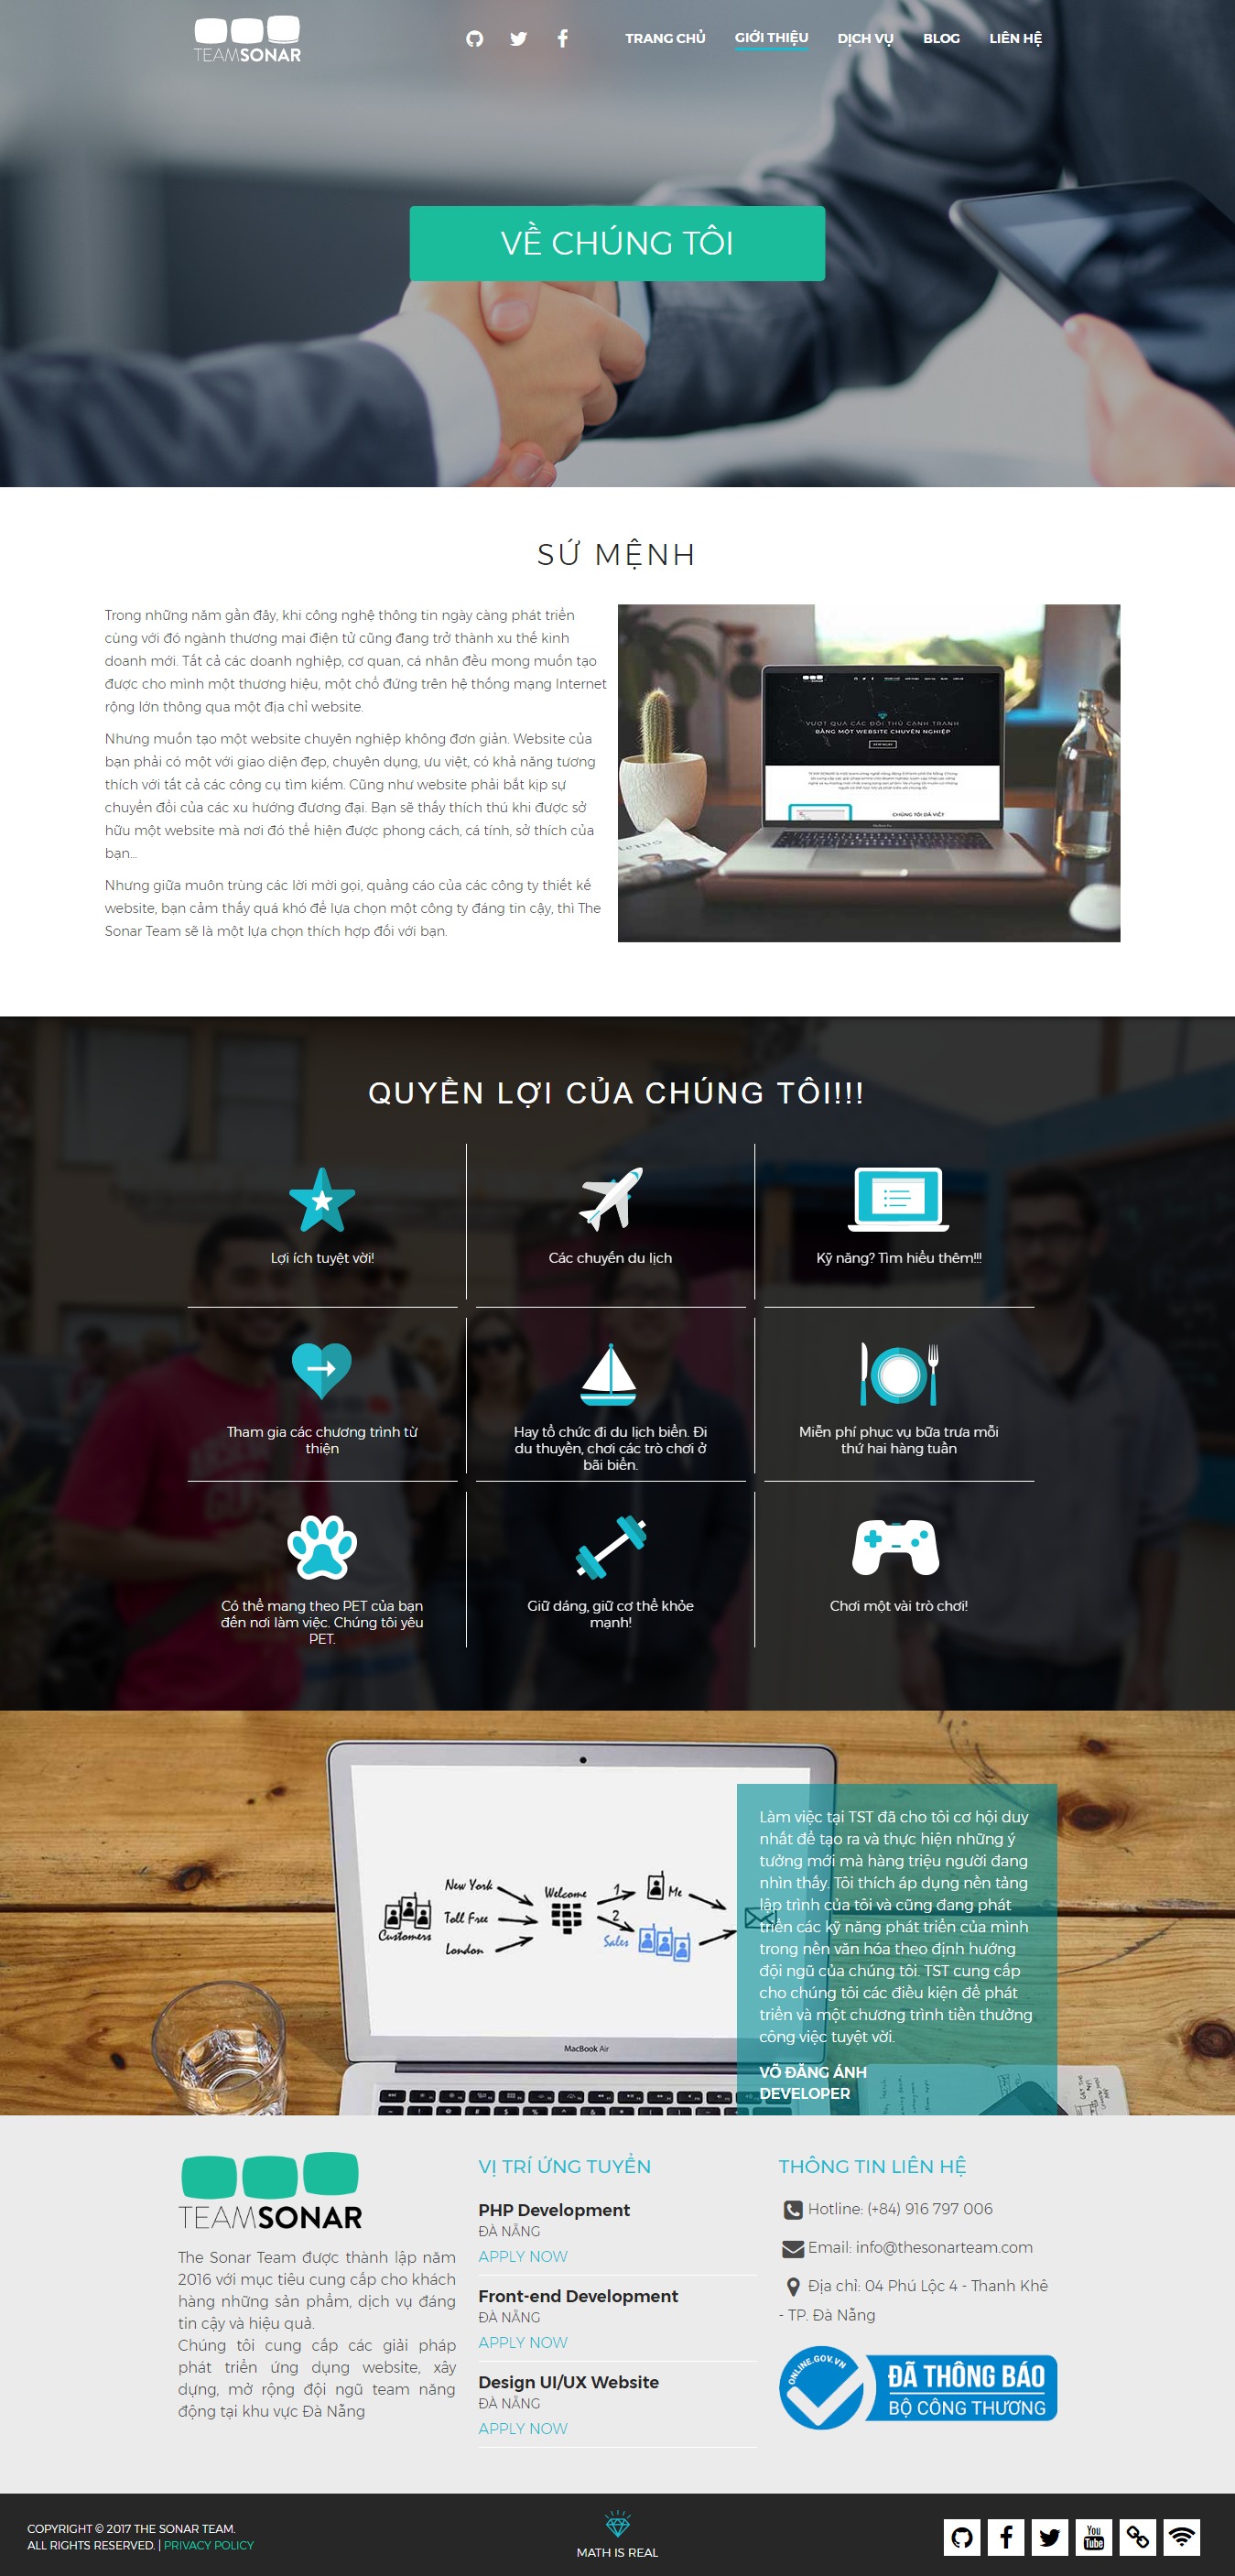 TEAMSONAR
TRANG CHỦ
GIỚI THIỆU
DỊCH VỤ
BLOG
LIÊN HỆ
VỀ CHÚNG TÔI
SỨ MỆNH
Trong những năm gần đây, khi công nghệ thông tin ngày càng phát triển
cùng với đó ngành thương mại điện tử cũng đang trở thành xu thế kinh
doanh mới. Tất cả các doanh nghiệp, cơ quan, cá nhân đều mong muốn tạo
được cho mình một thương hiệu, một chổ đứng trên hệ thống mạng Internet
rộng lớn thông qua một địa chỉ website.
Nhưng muốn tạo một website chuyên nghiệp không đơn giản. Website của
bạn phải có một với giao diện đẹp, chuyên dụng, ưu việt, có khả năng tương
thích với tất cả các công cụ tìm kiếm. Cũng như website phải bắt kịp sự
chuyển đổi của các xu hướng đương đại. Bạn sẽ thấy thích thú khi được sở
hữu một website mà nơi đó thể hiện được phong cách, cá tính, sở thích của
bạn...
Nhưng giữa muôn trùng các lời mời gọi, quảng cáo của các công ty thiết kế
website, bạn cảm thấy quá khó để lựa chọn một công ty đáng tin cậy, thì The
Sonar Team sẽ là một lựa chọn thích hợp đối với bạn.
VƯỢT QUA CÁC ĐỐI THỦ CẠNH TRANH
BẰNG MỘT WEBSITE CHUYÊN NGHIỆP
CHÚNG TÔI ĐÃ VIẾT
QUYỀN LỢI CỦA CHÚNG TÔI!!!
Lợi ích tuyệt vời!
Các chuyến du lịch
Kỹ năng? Tìm hiểu thêm!!!
Tham gia các chương trình từ
thiện
Hay tổ chức đi du lịch biển. Đi
du thuyền, chơi các trò chơi ở
bãi biển.
Miễn phí phục vụ bữa trưa mỗi
thứ hai hàng tuần
Có thể mang theo PET của bạn
đến nơi làm việc. Chúng tôi yêu
PET.
Giữ dáng, giữ cơ thể khỏe
mạnh!
Chơi một vài trò chơi!
New York
Toll Free
London
Customers
Welcome
1
2
Me
Sales
MacBook Air
Làm việc tại TST đã cho tôi cơ hội duy
nhất để tạo ra và thực hiện những ý
tưởng mới mà hàng triệu người đang
nhìn thấy. Tôi thích áp dụng nền tảng
lập trình của tôi và cũng đang phát
triển các kỹ năng phát triển của mình
trong nền văn hóa theo định hướng
đội ngũ của chúng tôi. TST cung cấp
cho chúng tôi các điều kiện để phát
triển và một chương trình tiền thưởng
công việc tuyệt vời.
VÕ ĐĂNG ÁNH
DEVELOPER
TEAMSONAR
The Sonar Team được thành lập năm
2016 với mục tiêu cung cấp cho khách
hàng những sản phẩm, dịch vụ đáng
tin cậy và hiệu quả.
Chúng tôi cung cấp các giải pháp
phát triển ứng dụng website, xây
dựng, mở rộng đội ngũ team năng
động tại khu vực Đà Nẵng
VỊ TRÍ ỨNG TUYỂN
PHP Development
ĐÀ NẴNG
APPLY NOW
Front-end Development
ĐÀ NẴNG
APPLY NOW
Design UI/UX Website
ĐÀ NẴNG
APPLY NOW
THÔNG TIN LIÊN HỆ
Hotline: (+84) 916 797 006
Email: info@thesonarteam.com
Địa chỉ: 04 Phú Lộc 4 - Thanh Khê
- TP. Đà Nẵng
ONLINE.GOV.VN
ĐÃ THÔNG BÁO
BỘ CÔNG THƯƠNG
COPYRIGHT © 2017 THE SONAR TEAM.
ALL RIGHTS RESERVED. | PRIVACY POLICY
MATH IS REAL
You
Tube